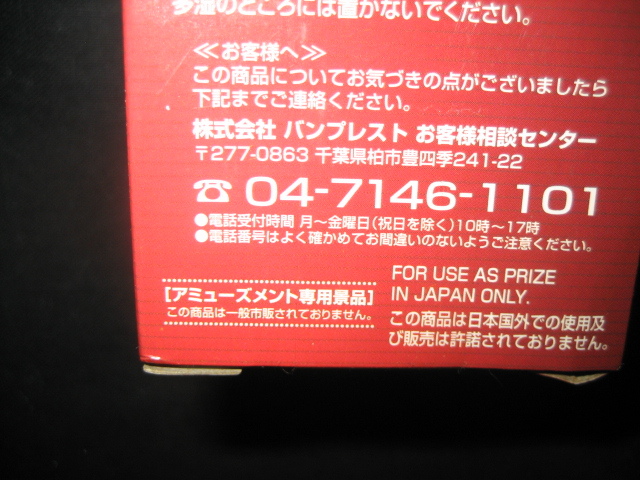 多湿のところには置かないでください。
≪お客様へ≫
この商品についてお気づきの点がございましたら
下記までご連絡ください。
株式会社 バンプレスト お客様相談センター
〒277-0863 千葉県柏市豊四季241-22
☎ 04-7146-1101
●電話受付時間 月～金曜日(祝日を除く)10時～17時
●電話番号はよく確かめてお間違いのないようご注意ください。
[アミューズメント専用景品]
この商品は一般市販されておりません。
FOR USE AS PRIZE
IN JAPAN ONLY.
この商品は日本国外での使用及
び販売は許諾されておりません。